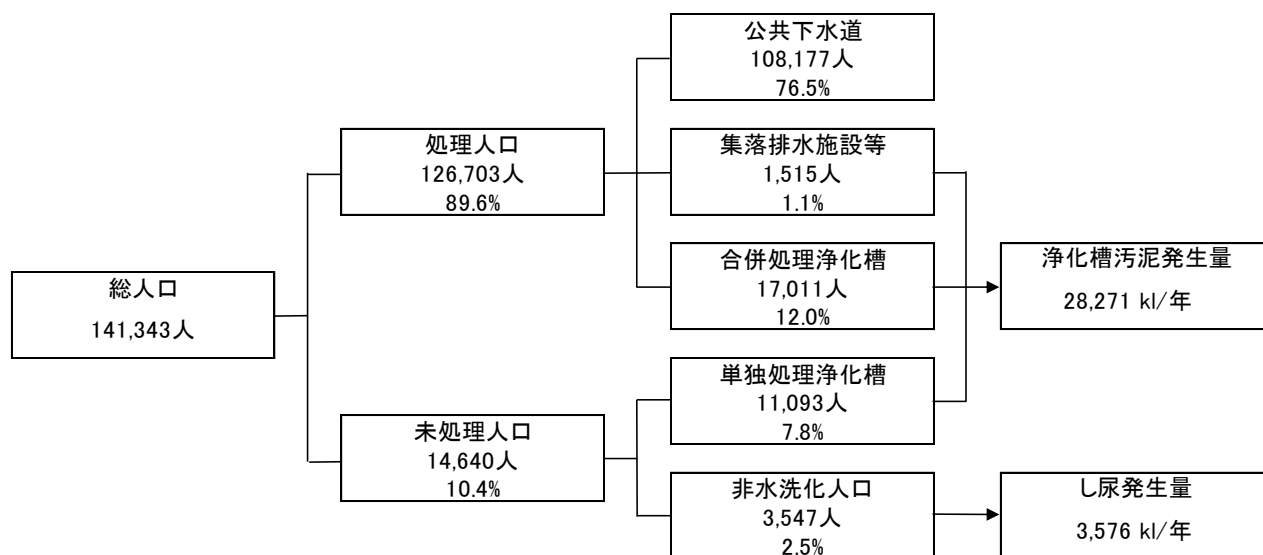 公共下水道
108,177人
76.5%
処理人口
126,703人
89.6%
集落排水施設等
1,515人
1.1%
総人口
141,343人
合併処理浄化槽
17,011人
12.0%
浄化槽汚泥発生量
28,271 kl/年
未処理人口
14,640人
10.4%
単独処理浄化槽
11,093人
7.8%
非水洗化人口
3,547人
2.5%
し尿発生量
3,576 kl/年